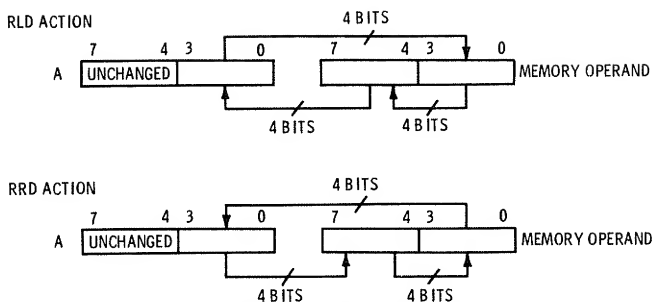 RLD ACTION
4 BITS
7 4 3 0 7 4 3 0
A UNCHANGED MEMORY OPERAND
4 BITS 4 BITS
RRD ACTION
4 BITS
7 4 3 0 7 4 3 0
A UNCHANGED MEMORY OPERAND
4 BITS 4 BITS